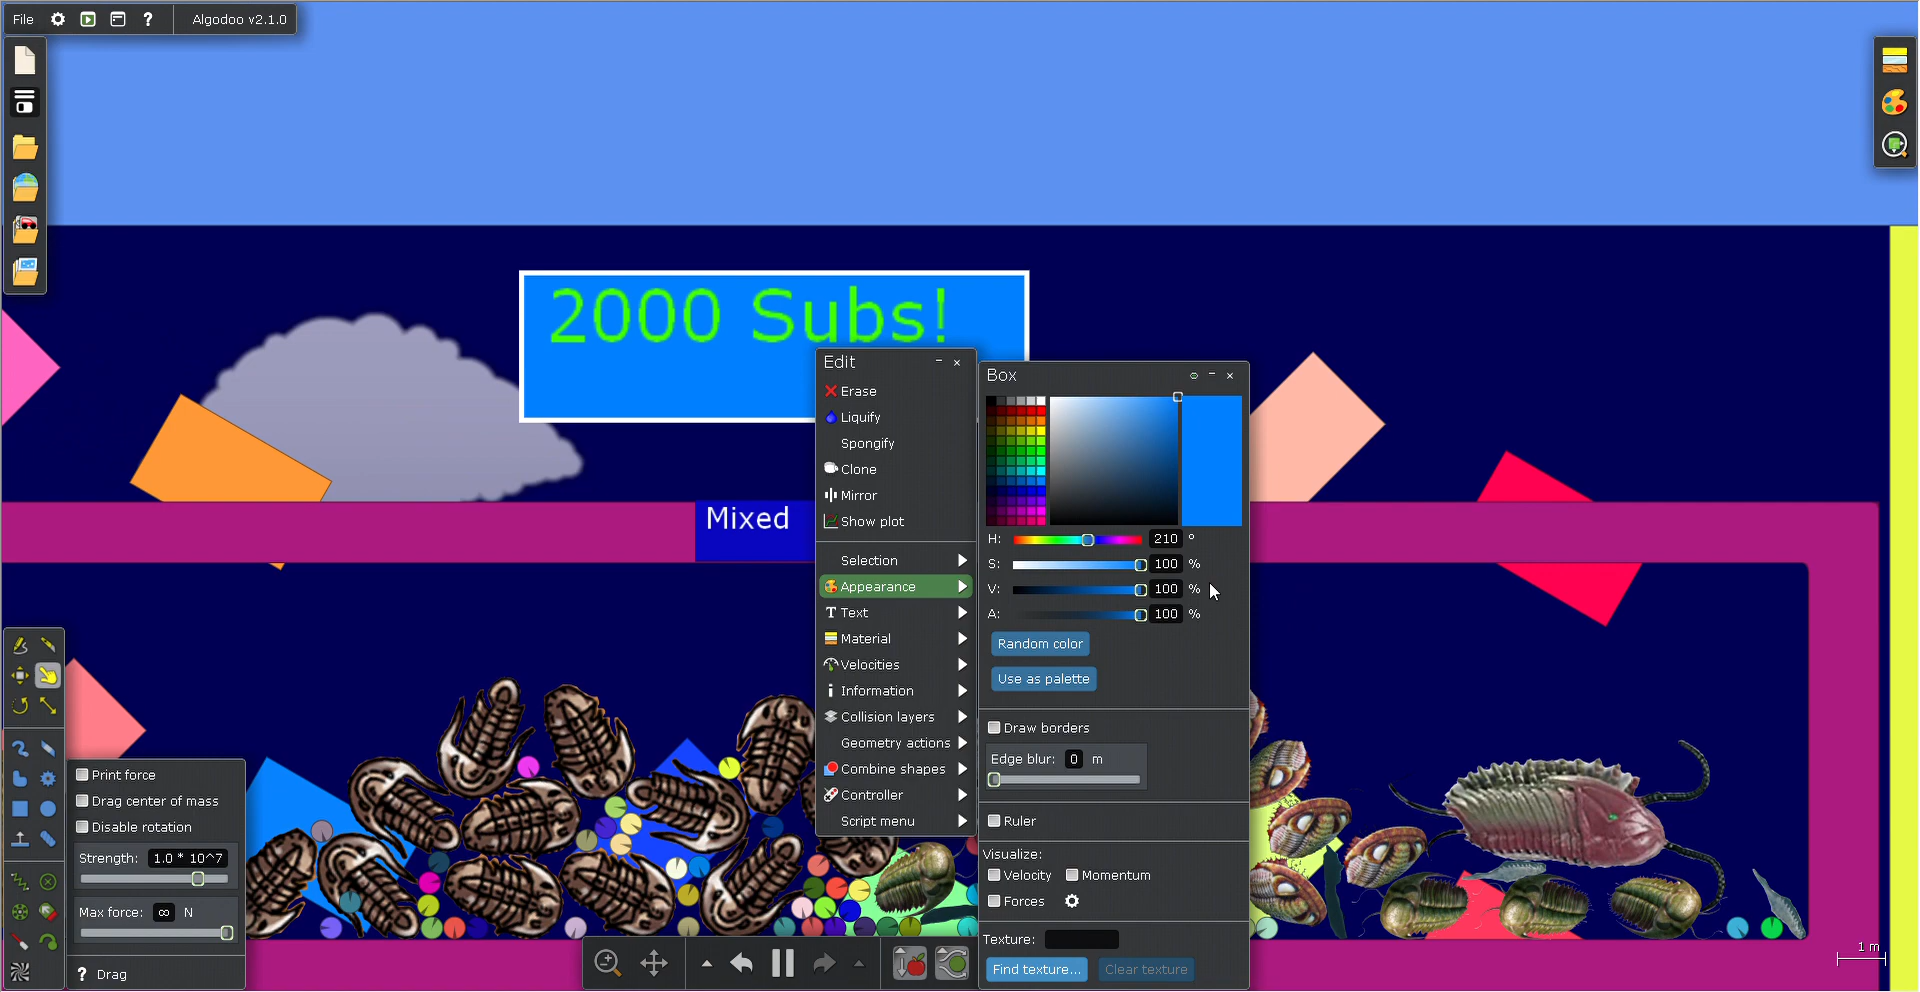 File
Algodoo v2.1.0
2000 Subs!
Mixed
Edit
Erase
Liquify
Spongify
Clone
Mirror
Show plot
Selection
Appearance
Text
Material
Velocities
Information
Collision layers
Geometry actions
Combine shapes
Controller
Script menu
Box
H: 210 °
S: 100 %
V: 100 %
A: 100 %
Random color
Use as palette
Draw borders
Edge blur: 0 m
Ruler
Visualize:
Velocity Momentum
Forces
Texture:
Find texture... Clear texture
Print force
Drag center of mass
Disable rotation
Strength: 1.0 * 10^7
Max force: ∞ N
? Drag
1 m